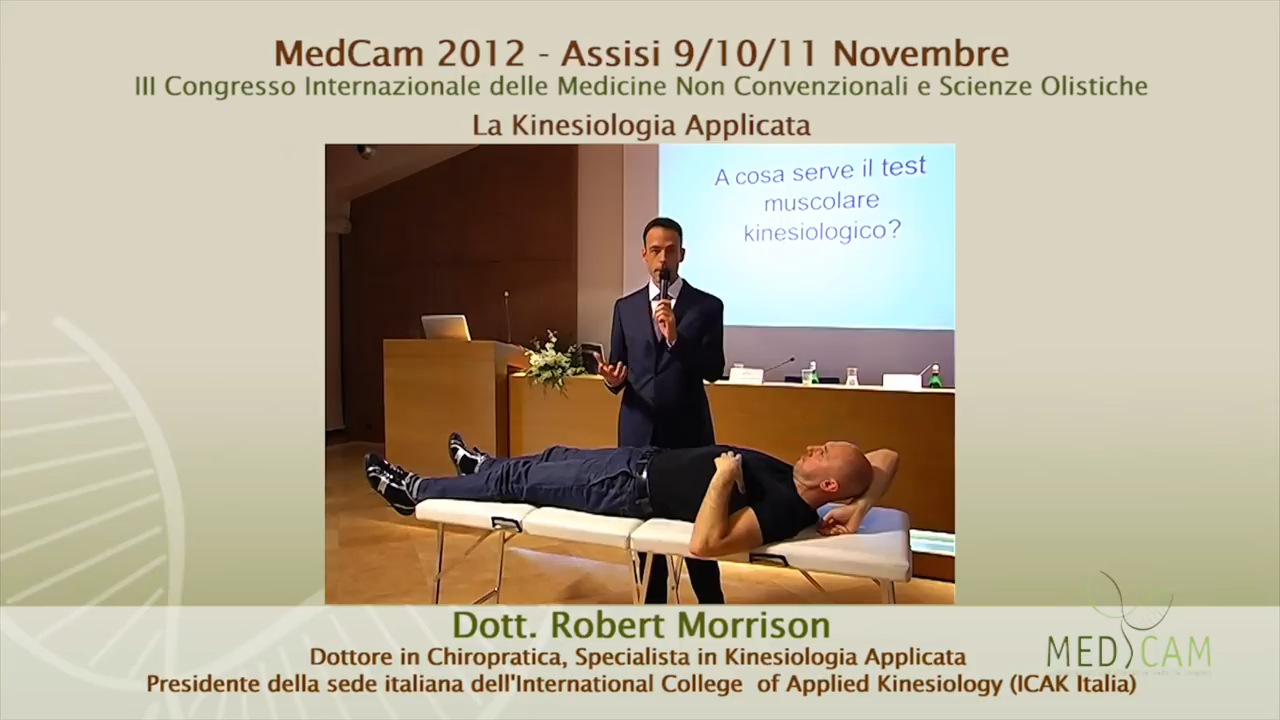 MedCam 2012 - Assisi 9/10/11 Novembre
III Congresso Internazionale delle Medicine Non Convenzionali e Scienze Olistiche
La Kinesiologia Applicata
A cosa serve il test
muscolare
kinesiologico?
Dott. Robert Morrison
Dottore in Chiropratica, Specialista in Kinesiologia Applicata
Presidente della sede italiana dell'International College of Applied Kinesiology (ICAK Italia)
MED CAM